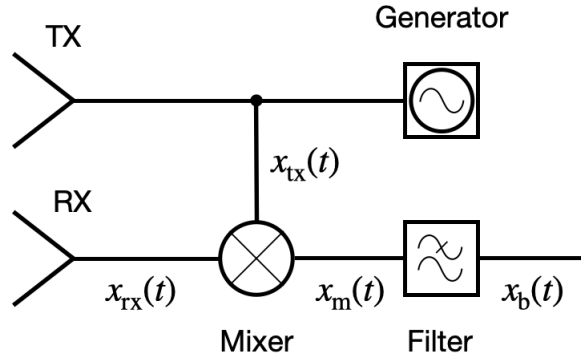 Generator
TX
x_tx(t)
RX
x_rx(t)
x_m(t)
x_b(t)
Mixer
Filter